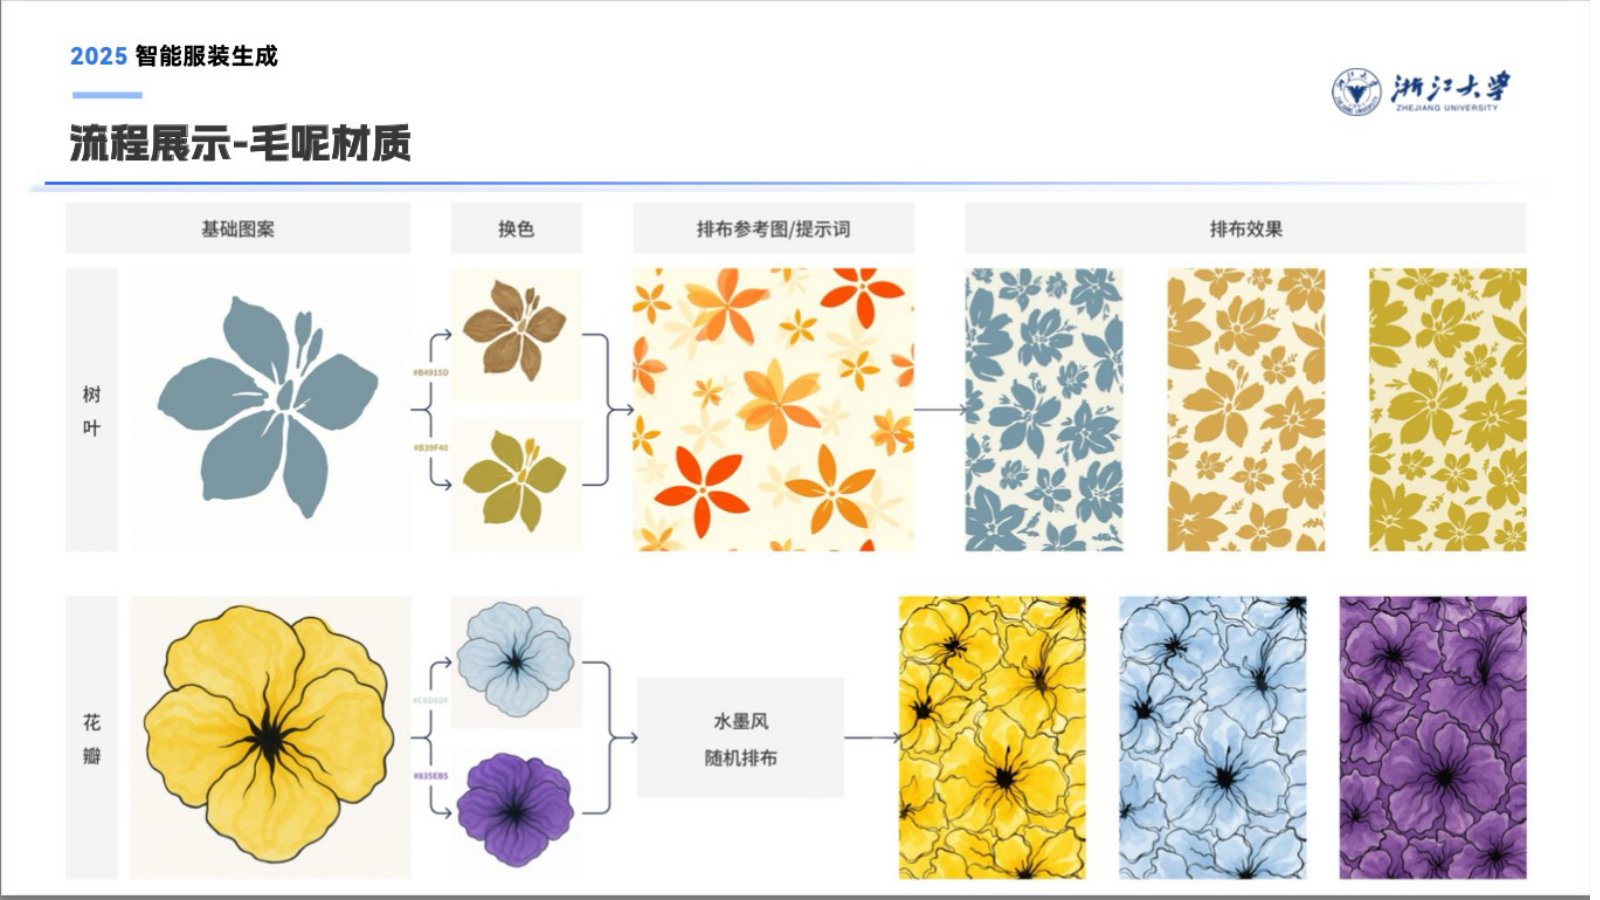 2025 智能服装生成
浙江大学
ZHEJIANG UNIVERSITY
流程展示-毛呢材质
基础图案
换色
排布参考图/提示词
排布效果
树
叶
#B4915D
#B39F40
花
瓣
#C6D6DF
#835EB5
水墨风
随机排布